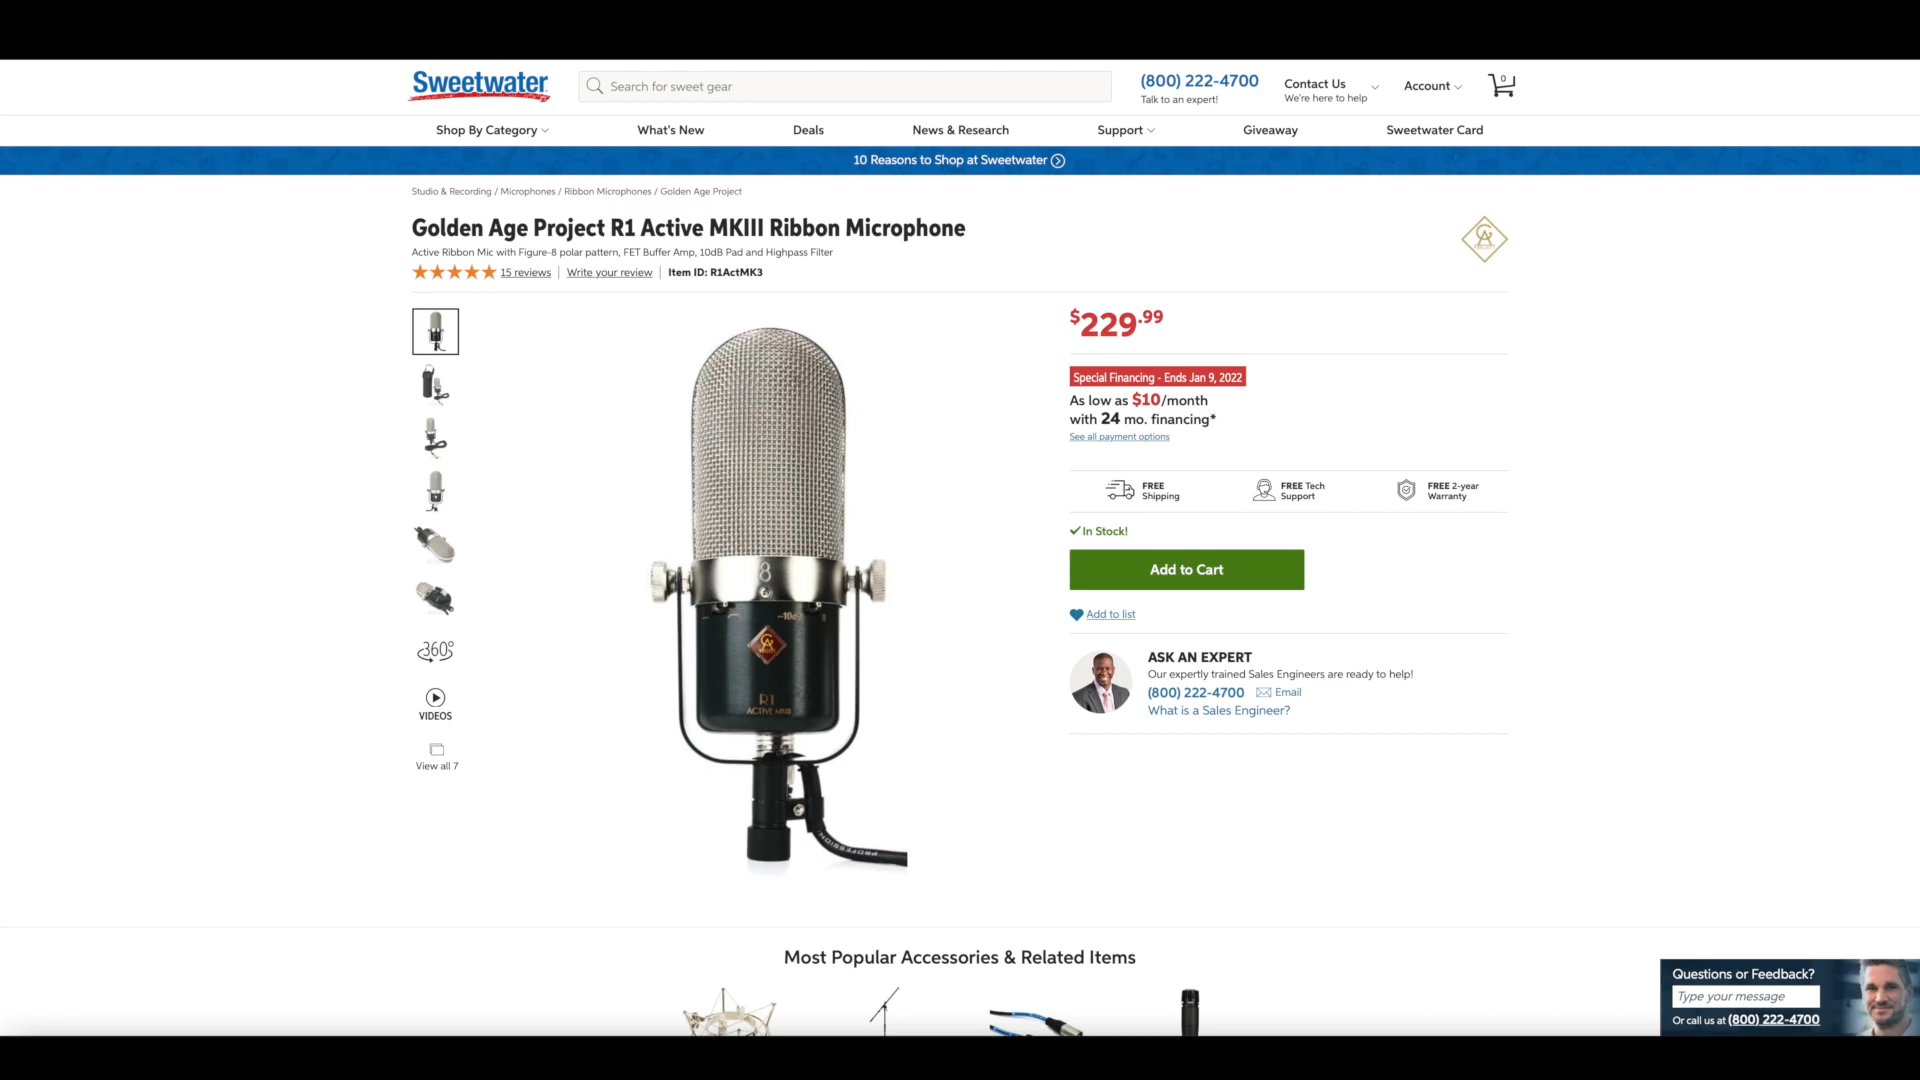 Sweetwater
Search for sweet gear
(800) 222-4700
Talk to an expert!
Contact Us
We're here to help
Account
0
Shop By Category
What's New
Deals
News & Research
Support
Giveaway
Sweetwater Card
10 Reasons to Shop at Sweetwater
Studio & Recording / Microphones / Ribbon Microphones / Golden Age Project
Golden Age Project R1 Active MKIII Ribbon Microphone
Active Ribbon Mic with Figure-8 polar pattern, FET Buffer Amp, 10dB Pad and Highpass Filter
15 reviews | Write your review | Item ID: R1ActMK3
GA
PROJECT
$229.99
Special Financing - Ends Jan 9, 2022
As low as $10/month
with 24 mo. financing*
See all payment options
FREE
Shipping
FREE Tech
Support
FREE 2-year
Warranty
In Stock!
Add to Cart
Add to list
ASK AN EXPERT
Our expertly trained Sales Engineers are ready to help!
(800) 222-4700 Email
What is a Sales Engineer?
8
GA
R1
ACTIVE MKIII
PROFESSION
360°
VIDEOS
View all 7
Most Popular Accessories & Related Items
Questions or Feedback?
Type your message
Or call us at (800) 222-4700